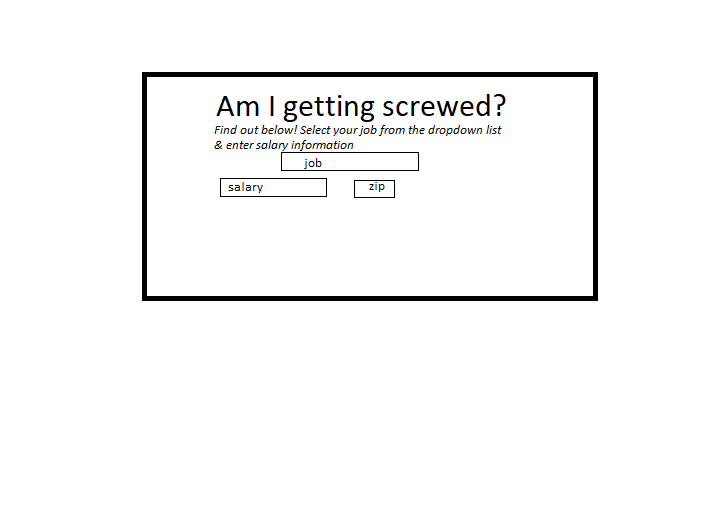 Am I getting screwed?
Find out below! Select your job from the dropdown list
& enter salary information
job
salary
zip